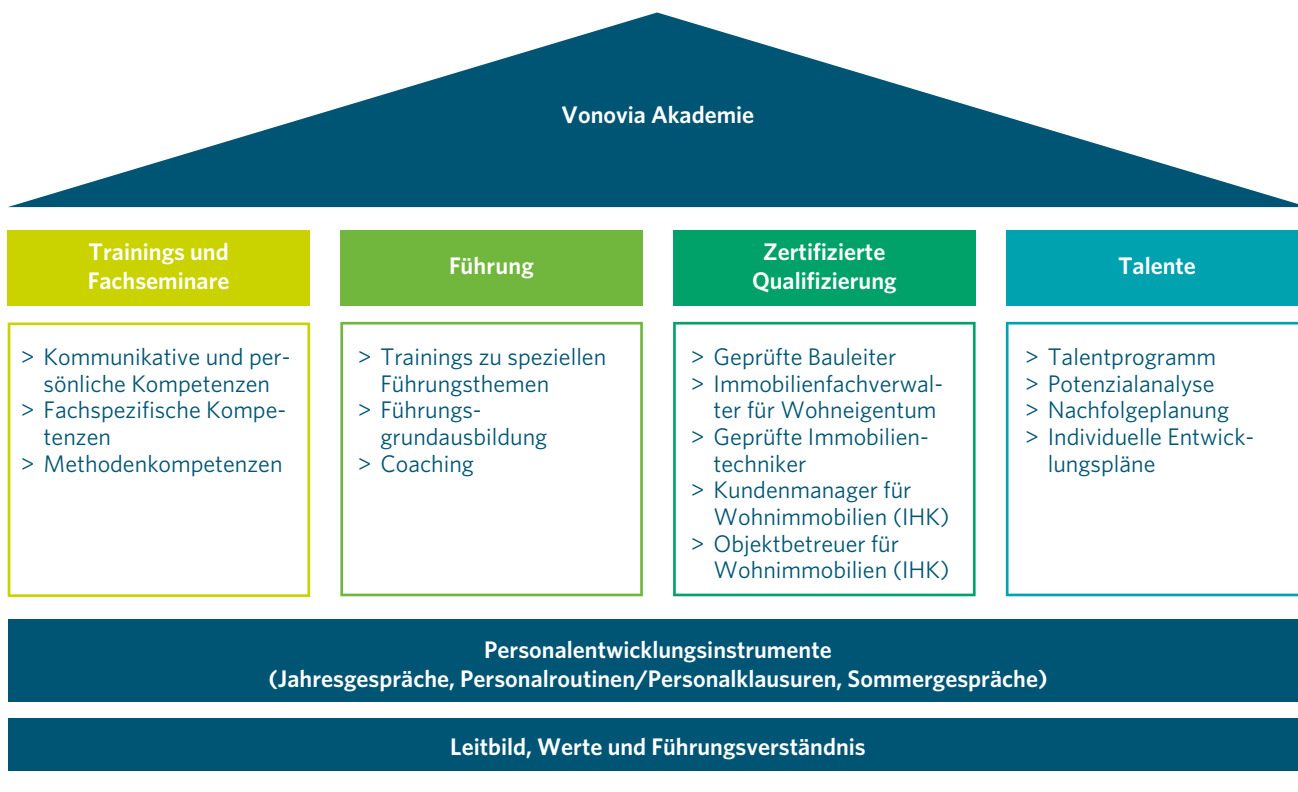 Vonovia Akademie
Trainings und
Fachseminare
> Kommunikative und per-
sönliche Kompetenzen
> Fachspezifische Kompe-
tenzen
> Methodenkompetenzen
Führung
> Trainings zu speziellen
Führungsthemen
> Führungs-
grundausbildung
> Coaching
Zertifizierte
Qualifizierung
> Geprüfte Bauleiter
> Immobilienfachverwal-
ter für Wohneigentum
> Geprüfte Immobilien-
techniker
> Kundenmanager für
Wohnimmobilien (IHK)
> Objektbetreuer für
Wohnimmobilien (IHK)
Talente
> Talentprogramm
> Potenzialanalyse
> Nachfolgeplanung
> Individuelle Entwick-
lungspläne
Personalentwicklungsinstrumente
(Jahresgespräche, Personalroutinen/Personalklausuren, Sommergespräche)
Leitbild, Werte und Führungsverständnis